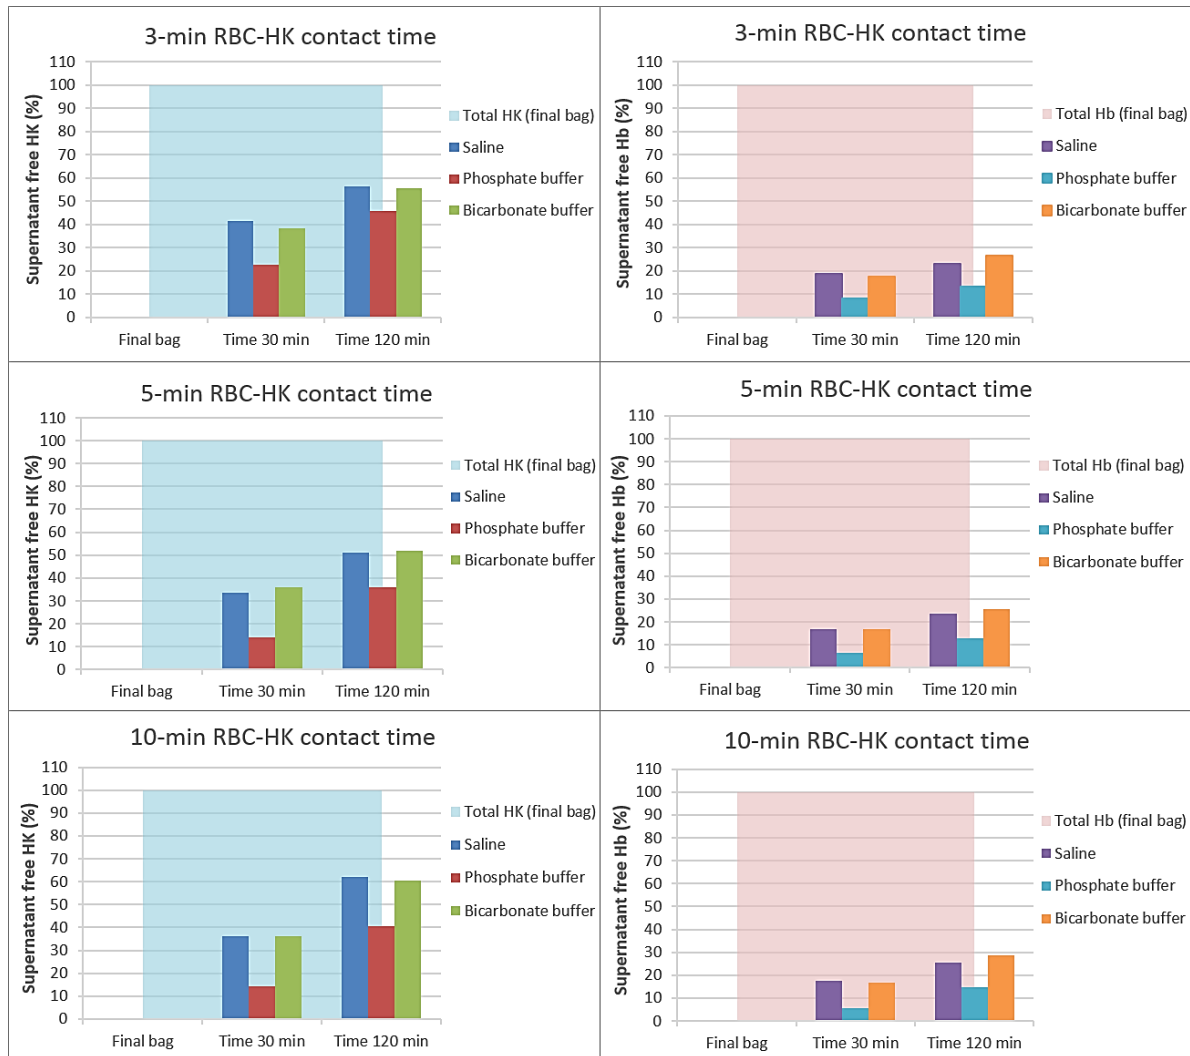 3-min RBC-HK contact time
Supernatant free HK (%)
110
100
90
80
70
60
50
40
30
20
10
0
Final bag
Time 30 min
Time 120 min
Total HK (final bag)
Saline
Phosphate buffer
Bicarbonate buffer
3-min RBC-HK contact time
Supernatant free Hb (%)
110
100
90
80
70
60
50
40
30
20
10
0
Final bag
Time 30 min
Time 120 min
Total Hb (final bag)
Saline
Phosphate buffer
Bicarbonate buffer
5-min RBC-HK contact time
Supernatant free HK (%)
110
100
90
80
70
60
50
40
30
20
10
0
Final bag
Time 30 min
Time 120 min
Total HK (final bag)
Saline
Phosphate buffer
Bicarbonate buffer
5-min RBC-HK contact time
Supernatant free Hb (%)
110
100
90
80
70
60
50
40
30
20
10
0
Final bag
Time 30 min
Time 120 min
Total Hb (final bag)
Saline
Phosphate buffer
Bicarbonate buffer
10-min RBC-HK contact time
Supernatant free HK (%)
110
100
90
80
70
60
50
40
30
20
10
0
Final bag
Time 30 min
Time 120 min
Total HK (final bag)
Saline
Phosphate buffer
Bicarbonate buffer
10-min RBC-HK contact time
Supernatant free Hb (%)
110
100
90
80
70
60
50
40
30
20
10
0
Final bag
Time 30 min
Time 120 min
Total Hb (final bag)
Saline
Phosphate buffer
Bicarbonate buffer